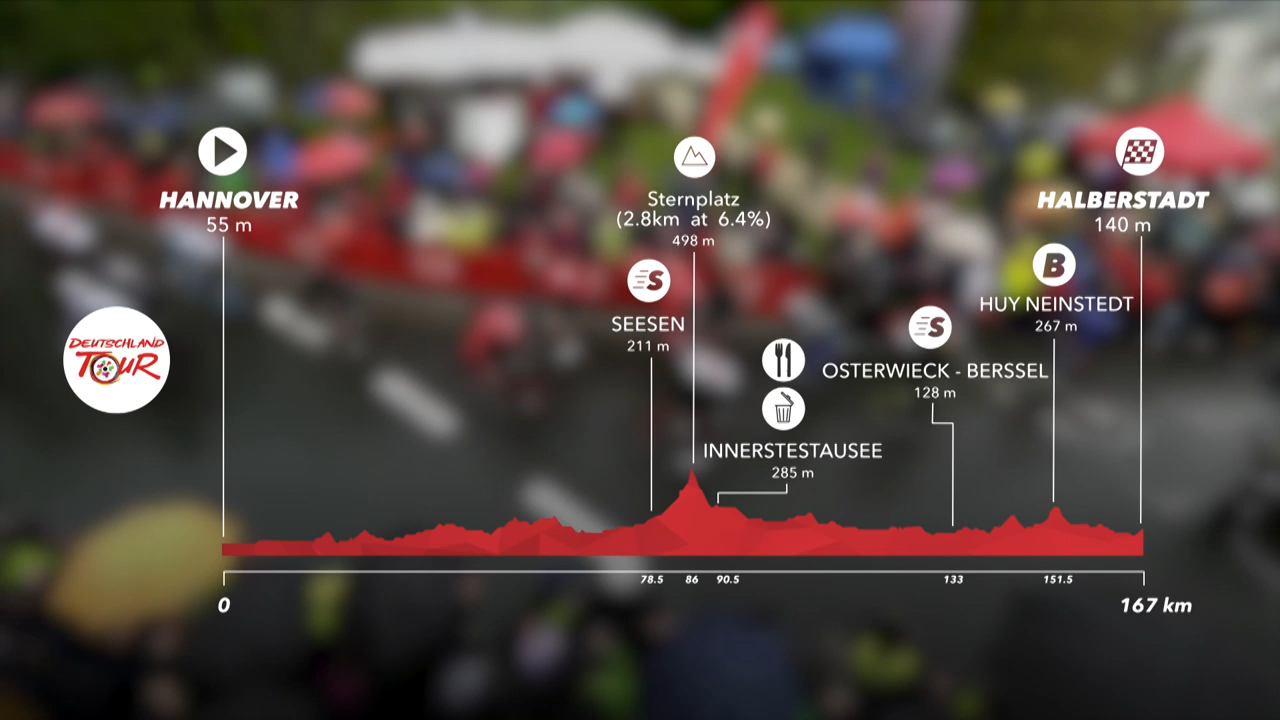 HANNOVER
55 m
Sternplatz
(2.8km at 6.4%)
498 m
HALBERSTADT
140 m
S
SEESEN
211 m
B
HUY NEINSTEDT
267 m
S
OSTERWIECK - BERSSEL
128 m
DEUTSCHLAND
TOUR
INNERSTESTAUSEE
285 m
78.5
86
90.5
133
151.5
0
167 km